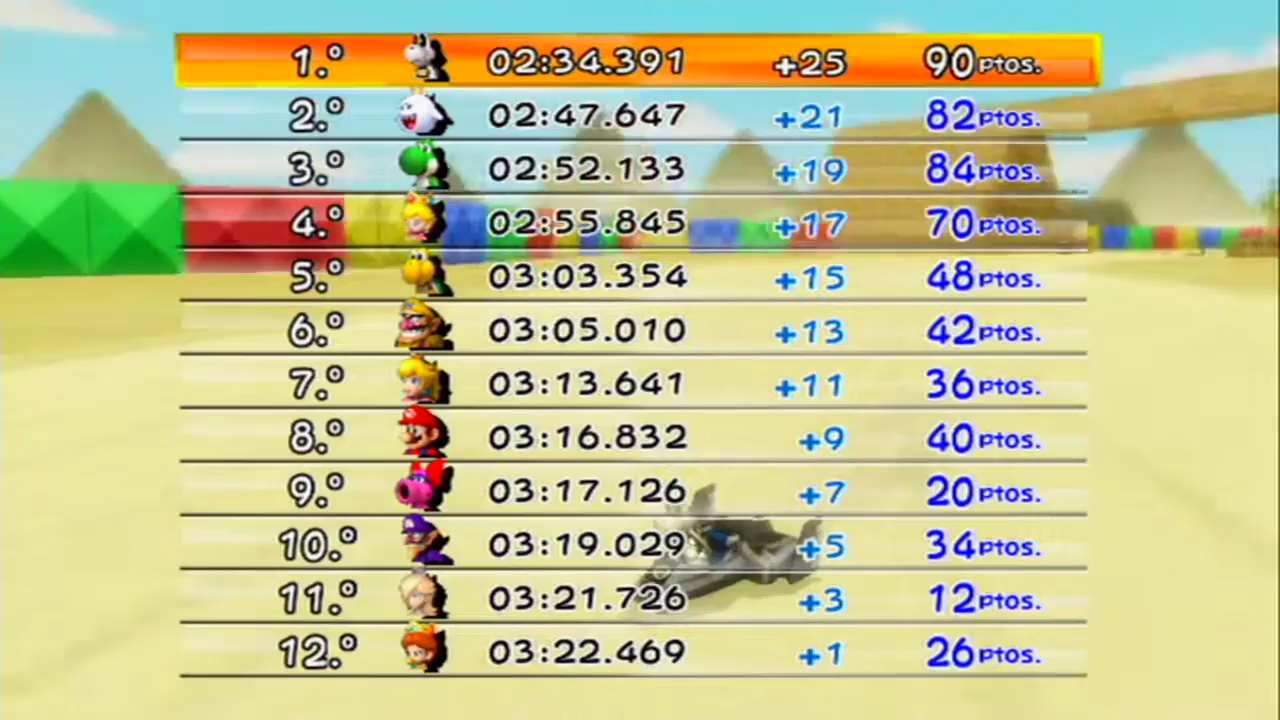 1.º 02:34.391 +25 90Ptos.
2.º 02:47.647 +21 82Ptos.
3.º 02:52.133 +19 84Ptos.
4.º 02:55.845 +17 70Ptos.
5.º 03:03.354 +15 48Ptos.
6.º 03:05.010 +13 42Ptos.
7.º 03:13.641 +11 36Ptos.
8.º 03:16.832 +9 40Ptos.
9.º 03:17.126 +7 20Ptos.
10.º 03:19.029 +5 34Ptos.
11.º 03:21.726 +3 12Ptos.
12.º 03:22.469 +1 26Ptos.